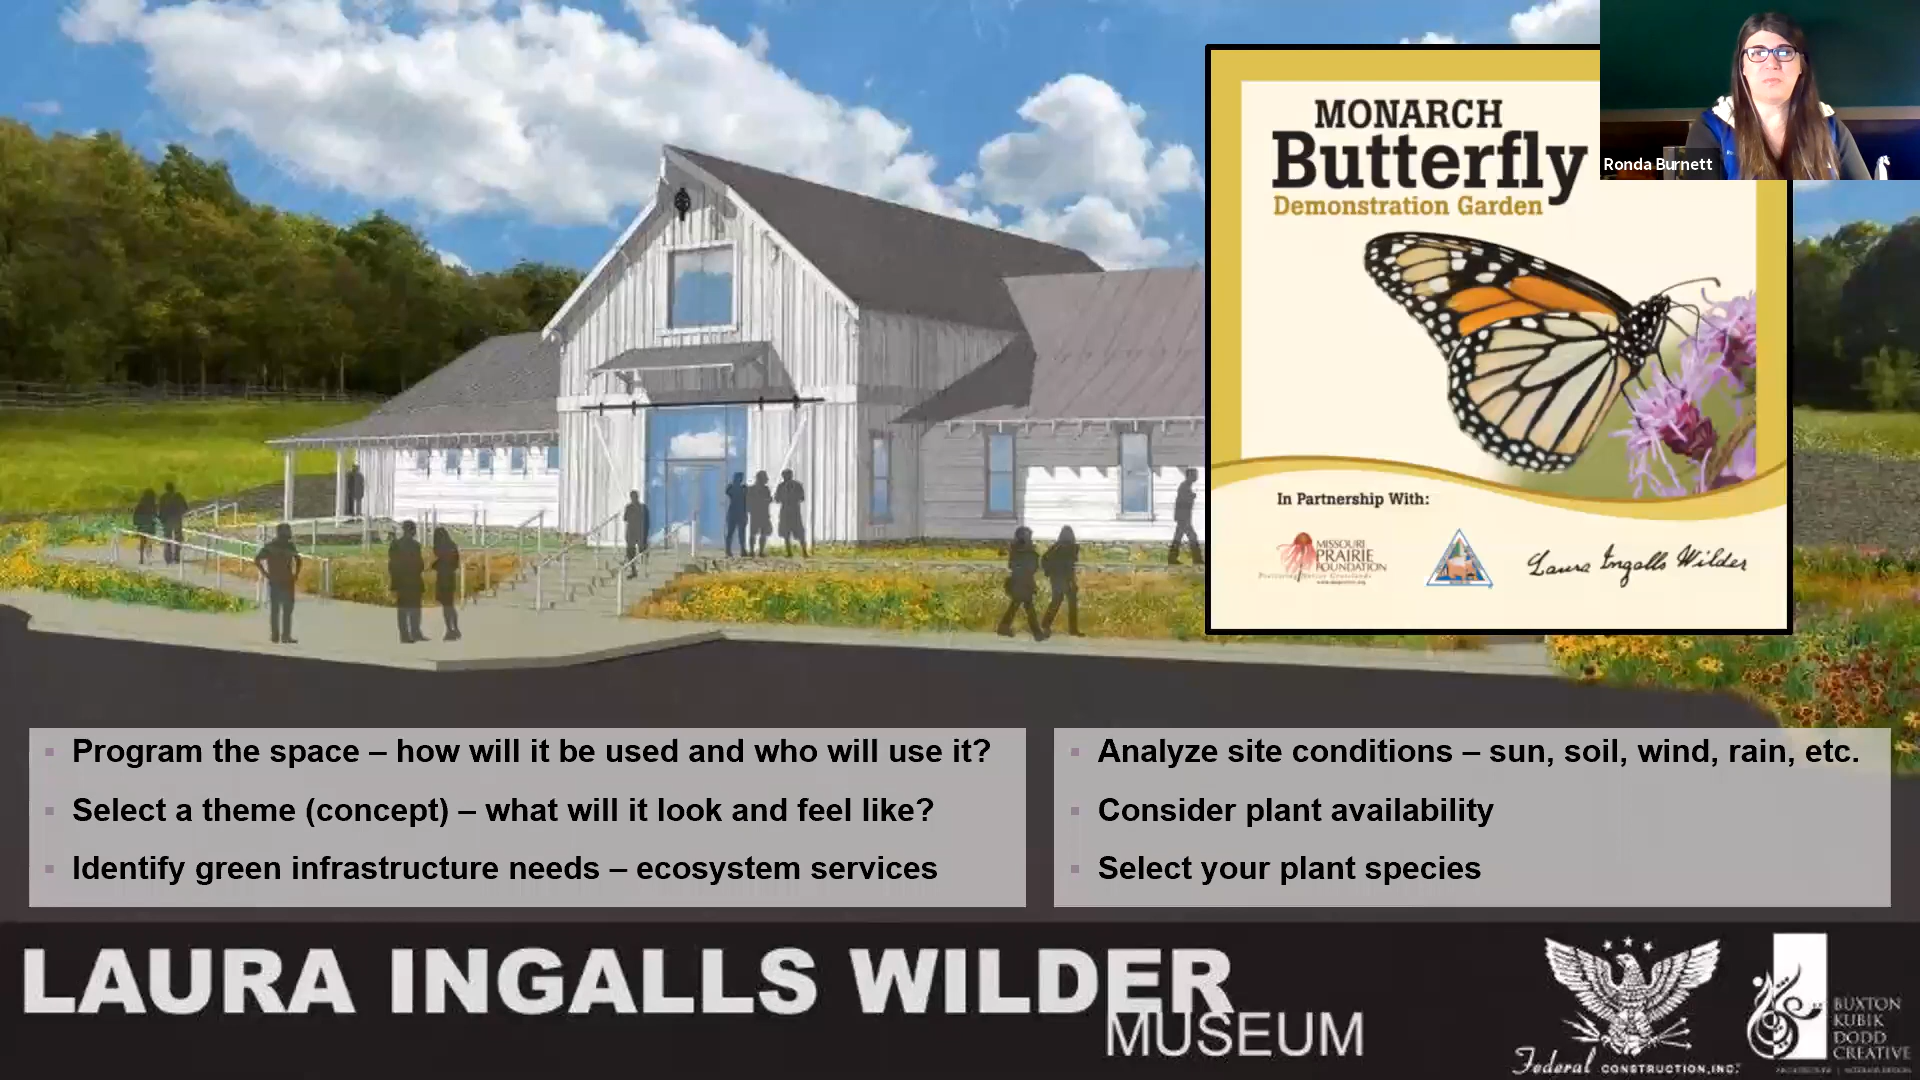 MONARCH
Butterfly
Demonstration Garden
Ronda Burnett
In Partnership With:
MISSOURI
PRAIRIE
FOUNDATION
Laura Ingalls Wilder
▪ Program the space – how will it be used and who will use it?
▪ Select a theme (concept) – what will it look and feel like?
▪ Identify green infrastructure needs – ecosystem services
▪ Analyze site conditions – sun, soil, wind, rain, etc.
▪ Consider plant availability
▪ Select your plant species
LAURA INGALLS WILDER
MUSEUM
Federal CONSTRUCTION, INC.
BUXTON
KUBIK
DODD
CREATIVE